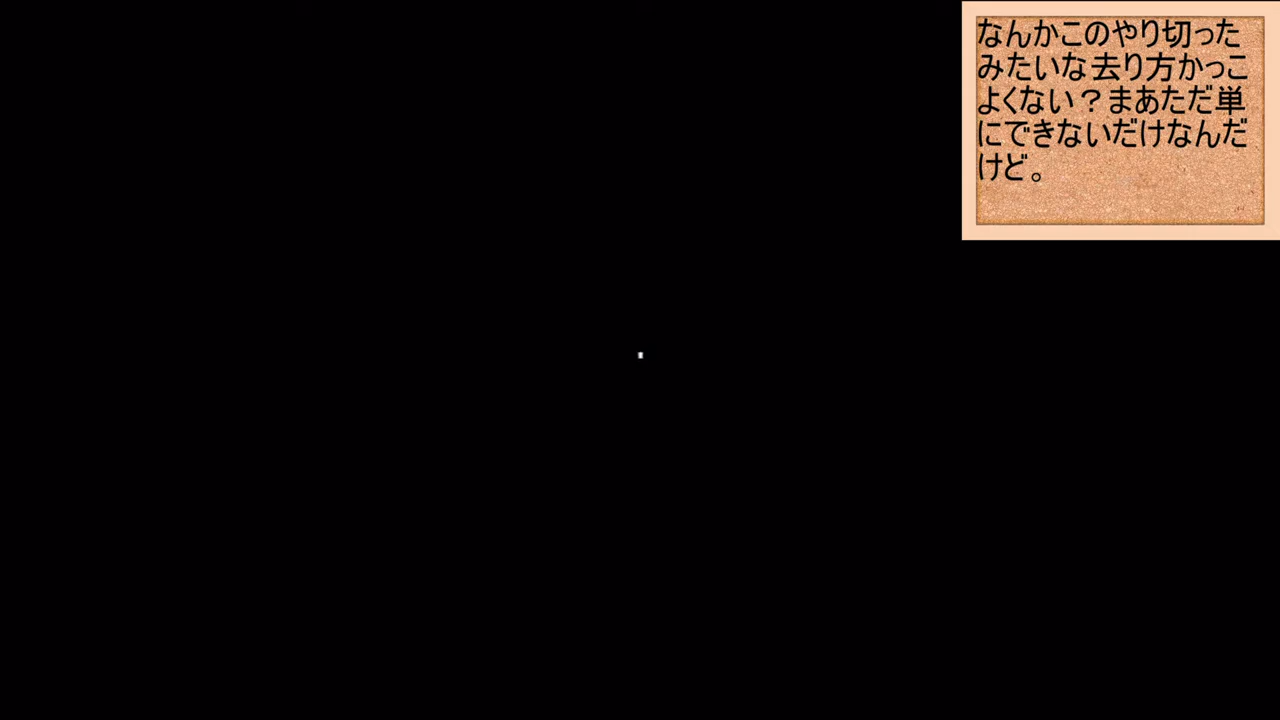 なんかこのやり切った
みたいな去り方かっこ
よくない？まあただ単
にできないだけなんだ
けど。